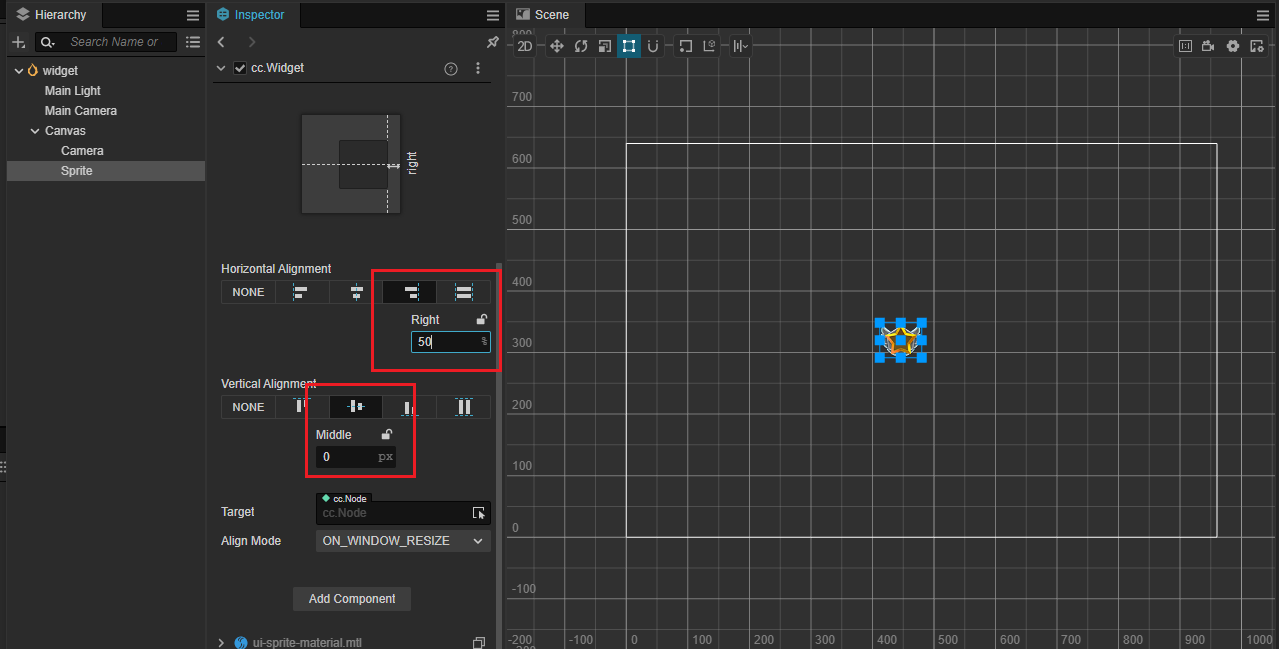 Hierarchy
Search Name or
widget
Main Light
Main Camera
Canvas
Camera
Sprite
Inspector
cc.Widget
?
right
Horizontal Alignment
NONE
Right
50 %
Vertical Alignment
NONE
Middle
0 px
Target
cc.Node
cc.Node
Align Mode
ON_WINDOW_RESIZE
Add Component
ui-sprite-material.mtl
Scene
2D
700
600
500
400
300
200
100
0
-100
-200 -100 0 100 200 300 400 500 600 700 800 900 1000